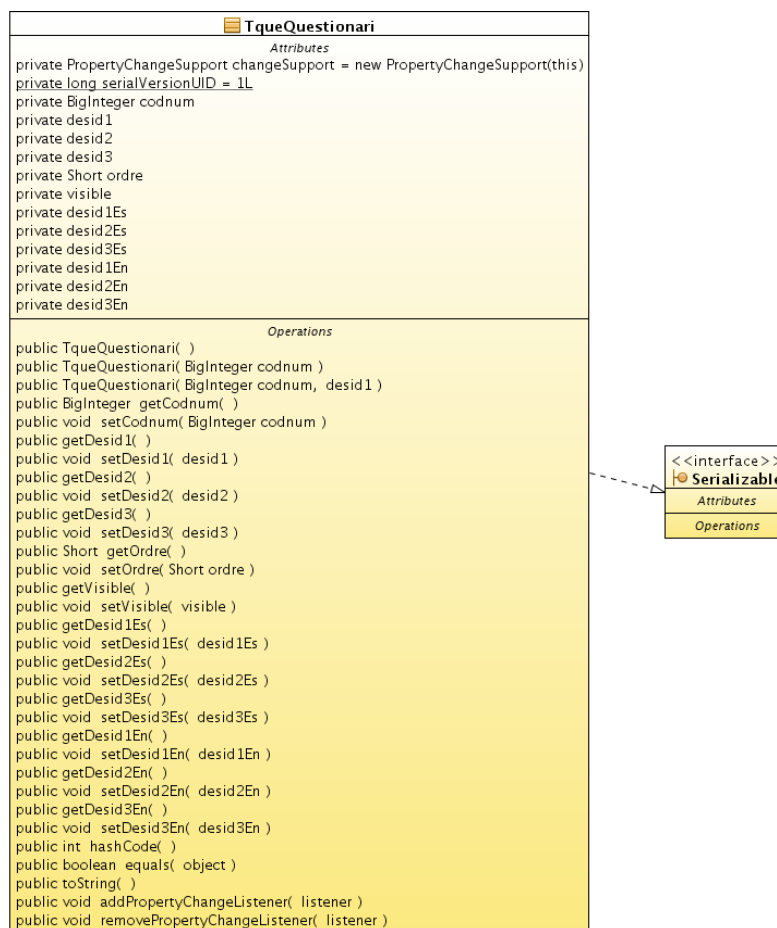 TqueQuestionari
Attributes
private PropertyChangeSupport changeSupport = new PropertyChangeSupport(this)
private long serialVersionUID = 1L
private BigInteger codnum
private desid1
private desid2
private desid3
private Short ordre
private visible
private desid1Es
private desid2Es
private desid3Es
private desid1En
private desid2En
private desid3En
Operations
public TqueQuestionari( )
public TqueQuestionari( BigInteger codnum )
public TqueQuestionari( BigInteger codnum, desid1 )
public BigInteger getCodnum( )
public void setCodnum( BigInteger codnum )
public getDesid1( )
public void setDesid1( desid1 )
public getDesid2( )
public void setDesid2( desid2 )
public getDesid3( )
public void setDesid3( desid3 )
public Short getOrdre( )
public void setOrdre( Short ordre )
public getVisible( )
public void setVisible( visible )
public getDesid1Es( )
public void setDesid1Es( desid1Es )
public getDesid2Es( )
public void setDesid2Es( desid2Es )
public getDesid3Es( )
public void setDesid3Es( desid3Es )
public getDesid1En( )
public void setDesid1En( desid1En )
public getDesid2En( )
public void setDesid2En( desid2En )
public getDesid3En( )
public void setDesid3En( desid3En )
public int hashCode( )
public boolean equals( object )
public toString( )
public void addPropertyChangeListener( listener )
public void removePropertyChangeListener( listener )
<<interface>>
Serializable
Attributes
Operations